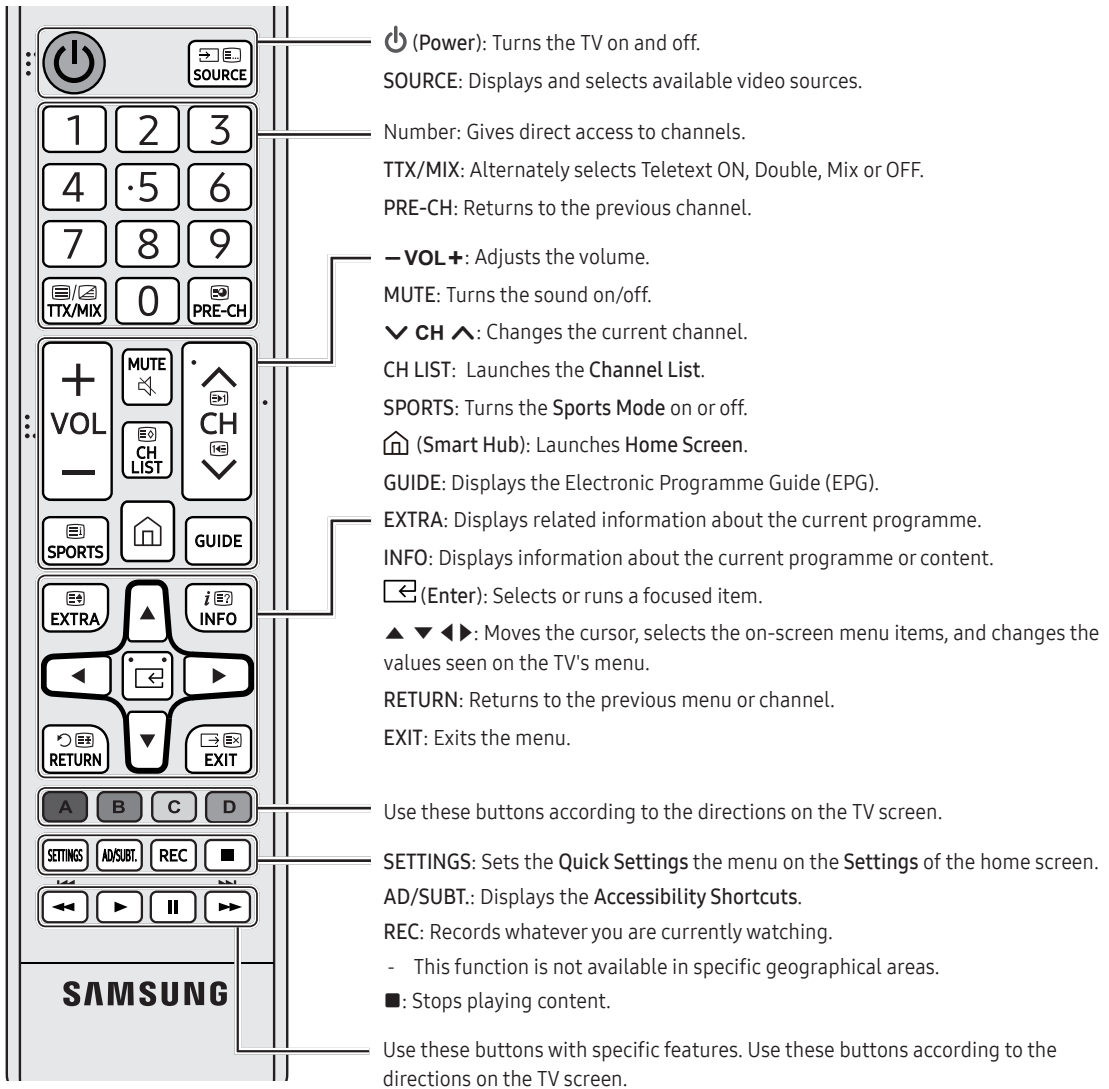 SOURCE
1 2 3
4 ·5 6
7 8 9
TTX/MIX 0 PRE-CH
+ MUTE
VOL CH
CH
LIST
−
SPORTS GUIDE
EXTRA i INFO
RETURN EXIT
A B C D
SETTINGS AD/SUBT. REC
SAMSUNG
(Power): Turns the TV on and off.
SOURCE: Displays and selects available video sources.
Number: Gives direct access to channels.
TTX/MIX: Alternately selects Teletext ON, Double, Mix or OFF.
PRE-CH: Returns to the previous channel.
− VOL +: Adjusts the volume.
MUTE: Turns the sound on/off.
CH : Changes the current channel.
CH LIST: Launches the Channel List.
SPORTS: Turns the Sports Mode on or off.
(Smart Hub): Launches Home Screen.
GUIDE: Displays the Electronic Programme Guide (EPG).
EXTRA: Displays related information about the current programme.
INFO: Displays information about the current programme or content.
(Enter): Selects or runs a focused item.
▲ ▼ ◀ ▶: Moves the cursor, selects the on-screen menu items, and changes the
values seen on the TV's menu.
RETURN: Returns to the previous menu or channel.
EXIT: Exits the menu.
Use these buttons according to the directions on the TV screen.
SETTINGS: Sets the Quick Settings the menu on the Settings of the home screen.
AD/SUBT.: Displays the Accessibility Shortcuts.
REC: Records whatever you are currently watching.
- This function is not available in specific geographical areas.
■: Stops playing content.
Use these buttons with specific features. Use these buttons according to the
directions on the TV screen.